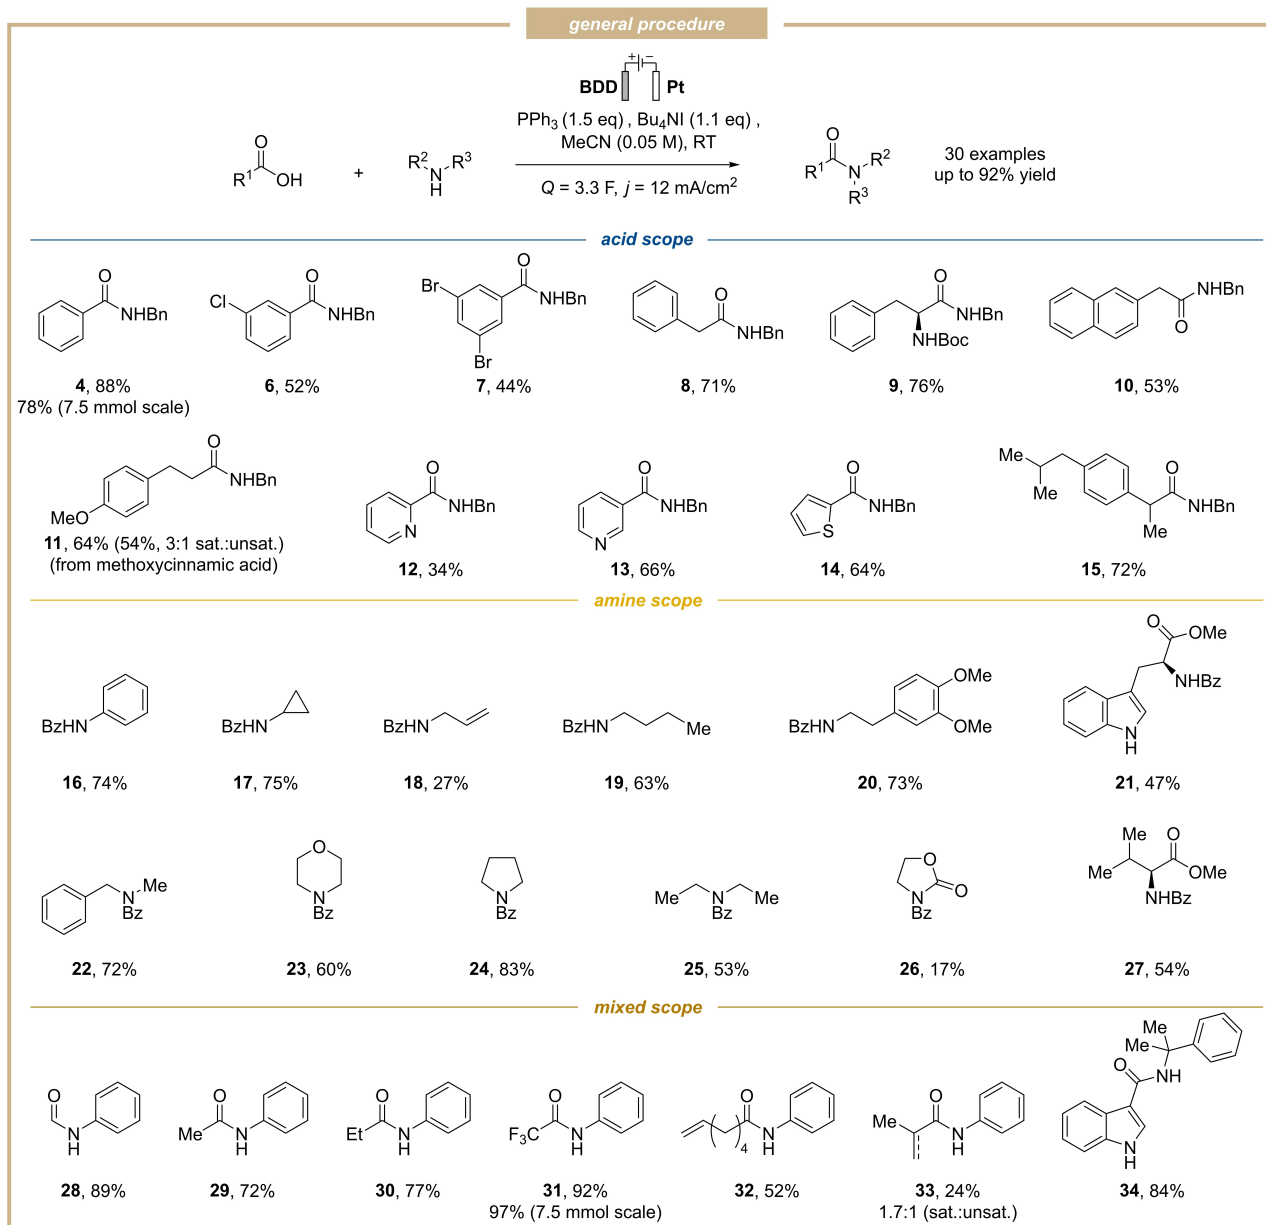 general procedure
+ −
BDD Pt
PPh3 (1.5 eq) , Bu4NI (1.1 eq) ,
MeCN (0.05 M), RT
Q = 3.3 F, j = 12 mA/cm2
R1 O OH + R2 N H R3
O R1 N R2 R3
30 examples
up to 92% yield
acid scope
O NHBn
Cl O NHBn
Br Br O NHBn
O NHBn
O NHBn NHBoc
NHBn O
4, 88%
78% (7.5 mmol scale)
6, 52%
7, 44%
8, 71%
9, 76%
10, 53%
MeO O NHBn
N O NHBn
N O NHBn
S O NHBn
Me Me Me O NHBn
11, 64% (54%, 3:1 sat.:unsat.)
(from methoxycinnamic acid)
12, 34%
13, 66%
14, 64%
15, 72%
amine scope
BzHN
BzHN
BzHN
BzHN Me
BzHN OMe OMe
O OMe NHBz N H
16, 74%
17, 75%
18, 27%
19, 63%
20, 73%
21, 47%
N Me Bz
O N Bz
N Bz
Me N Me Bz
O O N Bz
Me Me O OMe NHBz
22, 72%
23, 60%
24, 83%
25, 53%
26, 17%
27, 54%
mixed scope
O N H
Me O N H
Et O N H
F3C O N H
4 O N H
Me O N H
Me Me O NH N H
28, 89%
29, 72%
30, 77%
31, 92%
97% (7.5 mmol scale)
32, 52%
33, 24%
1.7:1 (sat.:unsat.)
34, 84%